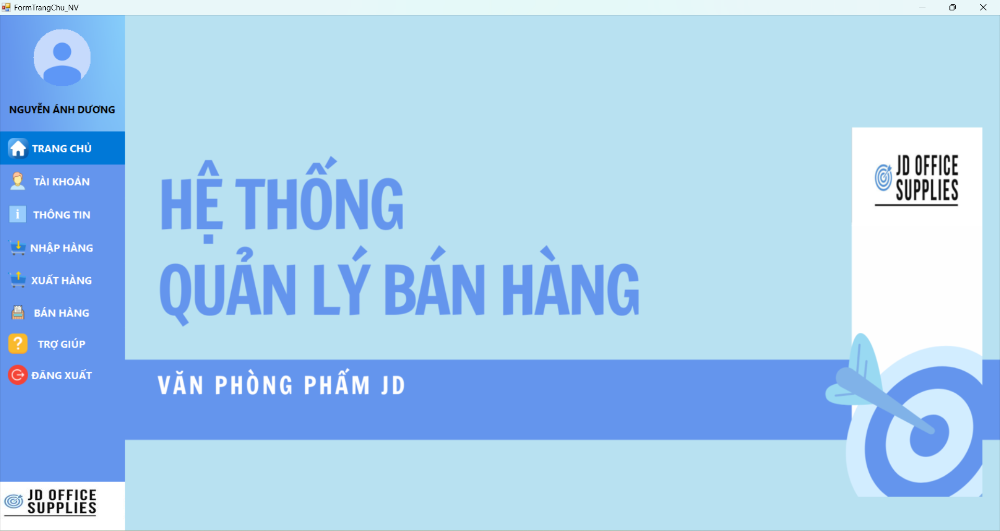 FormTrangChu_NV
NGUYỄN ÁNH DƯƠNG
TRANG CHỦ
TÀI KHOẢN
i
THÔNG TIN
NHẬP HÀNG
XUẤT HÀNG
BÁN HÀNG
?
TRỢ GIÚP
ĐĂNG XUẤT
JD OFFICE
SUPPLIES
HỆ THỐNG
QUẢN LÝ BÁN HÀNG
VĂN PHÒNG PHẤM JD
JD OFFICE
SUPPLIES